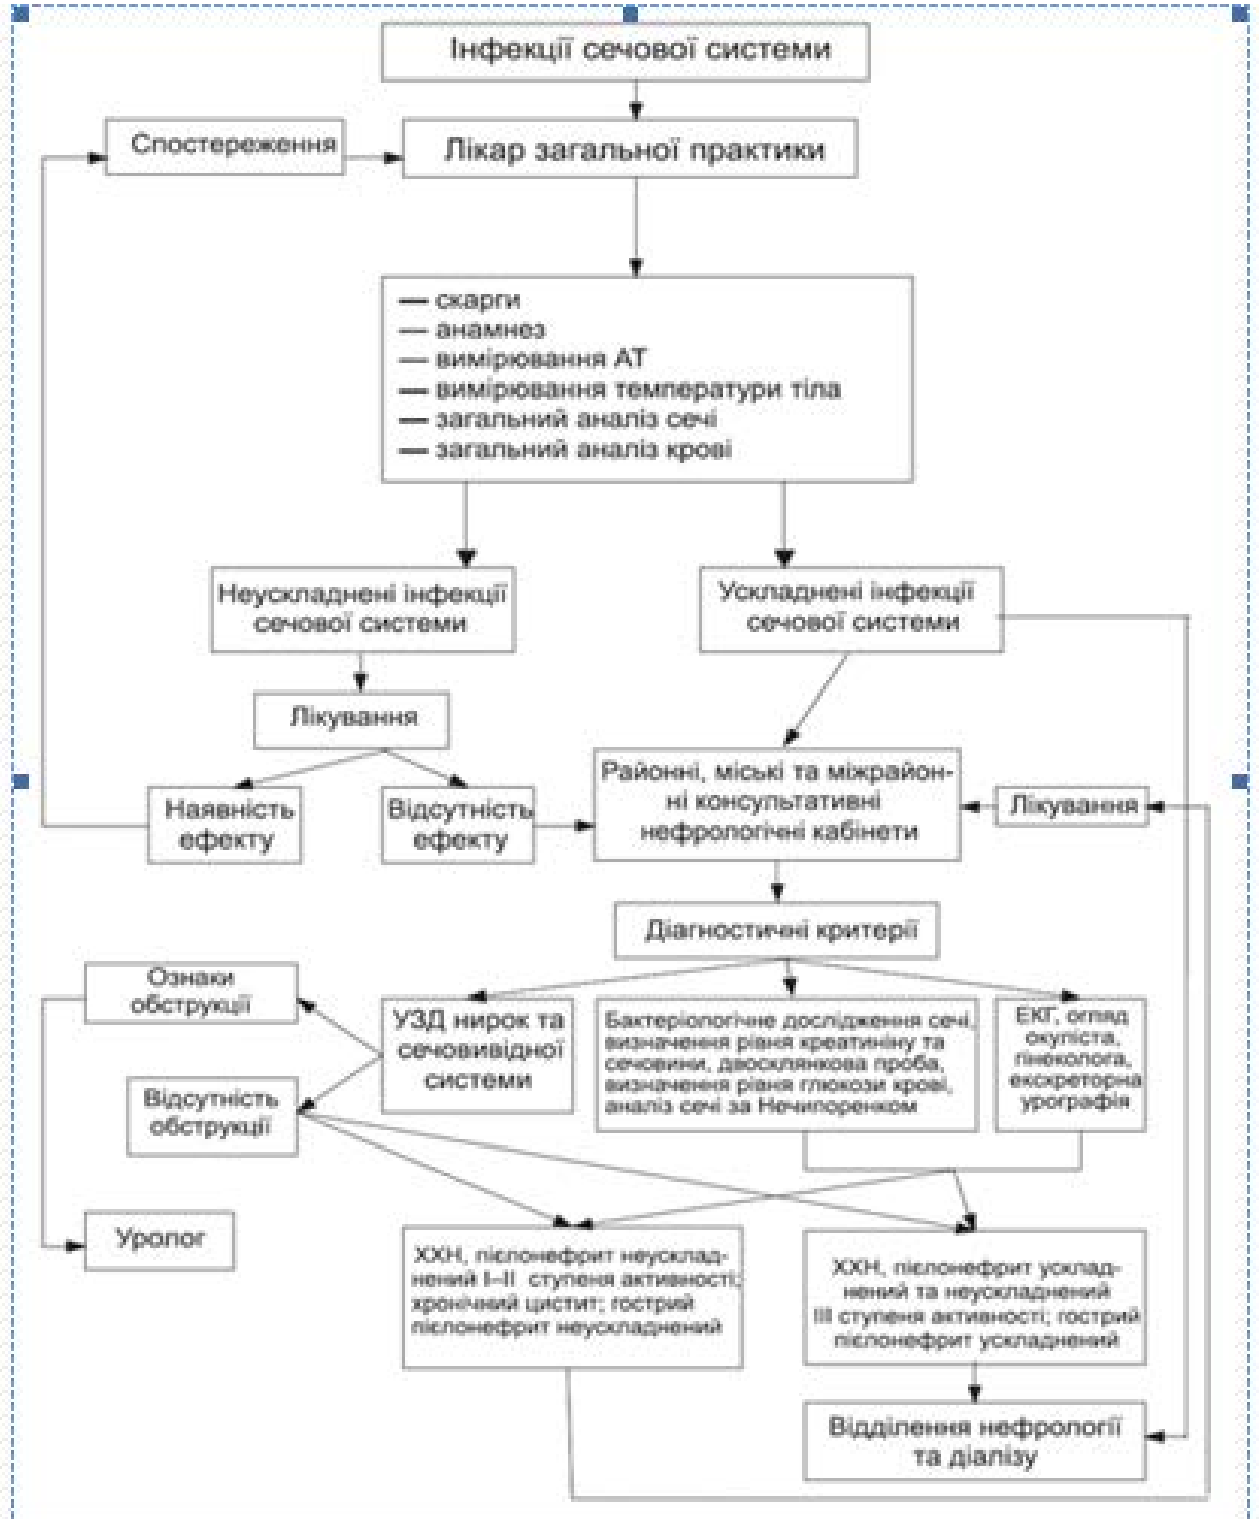 Інфекції сечової системи
Спостереження
Лікар загальної практики
— скарги
— анамнез
— вимірювання АТ
— вимірювання температури тіла
— загальний аналіз сечі
— загальний аналіз крові
Неускладнені інфекції
сечової системи
Ускладнені інфекції
сечової системи
Лікування
Наявність
ефекту
Відсутність
ефекту
Районні, міські та міжрайон-
ні консультативні
нефрологічні кабінети
Лікування
Діагностичні критерії
Ознаки
обструкції
УЗД нирок та
сечовивідної
системи
Бактеріологічне дослідження сечі,
визначення рівня креатиніну та
сечовини, двосклянкова проба,
визначення рівня глюкози крові,
аналіз сечі за Нечипоренком
ЕКГ, огляд
окуліста,
гінеколога,
екскреторна
урографія
Відсутність
обструкції
Уролог
ХХН, пієлонефрит неусклад-
нений I–II ступеня активності;
хронічний цистит; гострий
пієлонефрит неускладнений
ХХН, пієлонефрит усклад-
нений та неускладнений
III ступеня активності; гострий
пієлонефрит ускладнений
Відділення нефрології
та діалізу